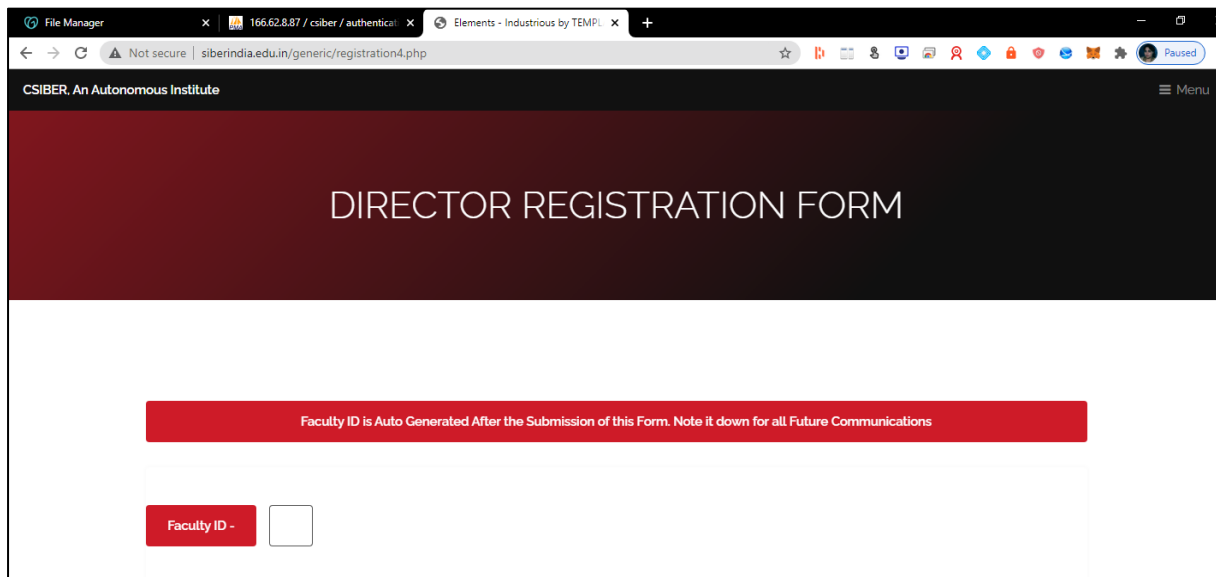 File Manager
166.62.8.87 / csiber / authenticati
Elements - Industrious by TEMPL
Not secure
siberindia.edu.in/generic/registration4.php
Paused
CSIBER, An Autonomous Institute
Menu
DIRECTOR REGISTRATION FORM
Faculty ID is Auto Generated After the Submission of this Form. Note it down for all Future Communications
Faculty ID -